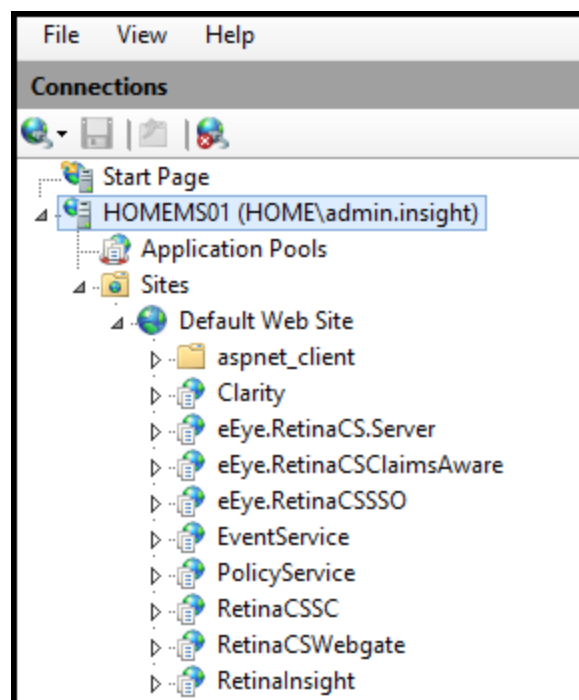 File View Help
Connections
Start Page
HOMEMS01 (HOME\admin.insight)
Application Pools
Sites
Default Web Site
aspnet_client
Clarity
eEye.RetinaCS.Server
eEye.RetinaCSClaimsAware
eEye.RetinaCSSSO
EventService
PolicyService
RetinaCSSC
RetinaCSWebgate
RetinaInsight